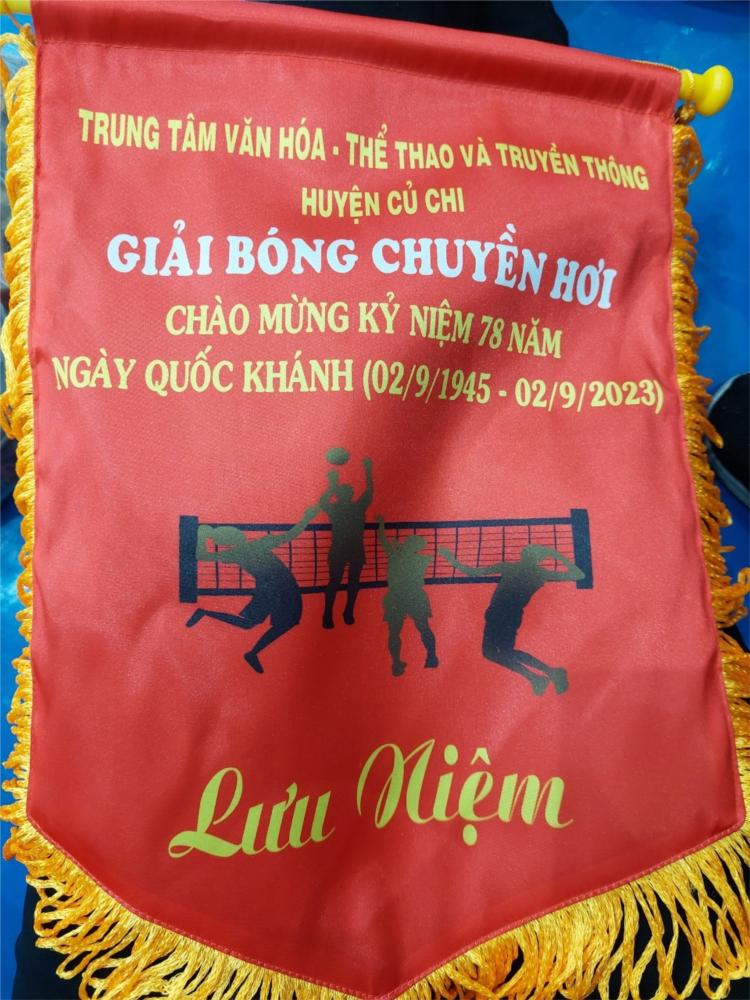 TRUNG TÂM VĂN HÓA - THỂ THAO VÀ TRUYỀN THÔNG
HUYỆN CỦ CHI
GIẢI BÓNG CHUYỀN HƠI
CHÀO MỪNG KỶ NIỆM 78 NĂM
NGÀY QUỐC KHÁNH (02/9/1945 - 02/9/2023)
Lưu Niệm